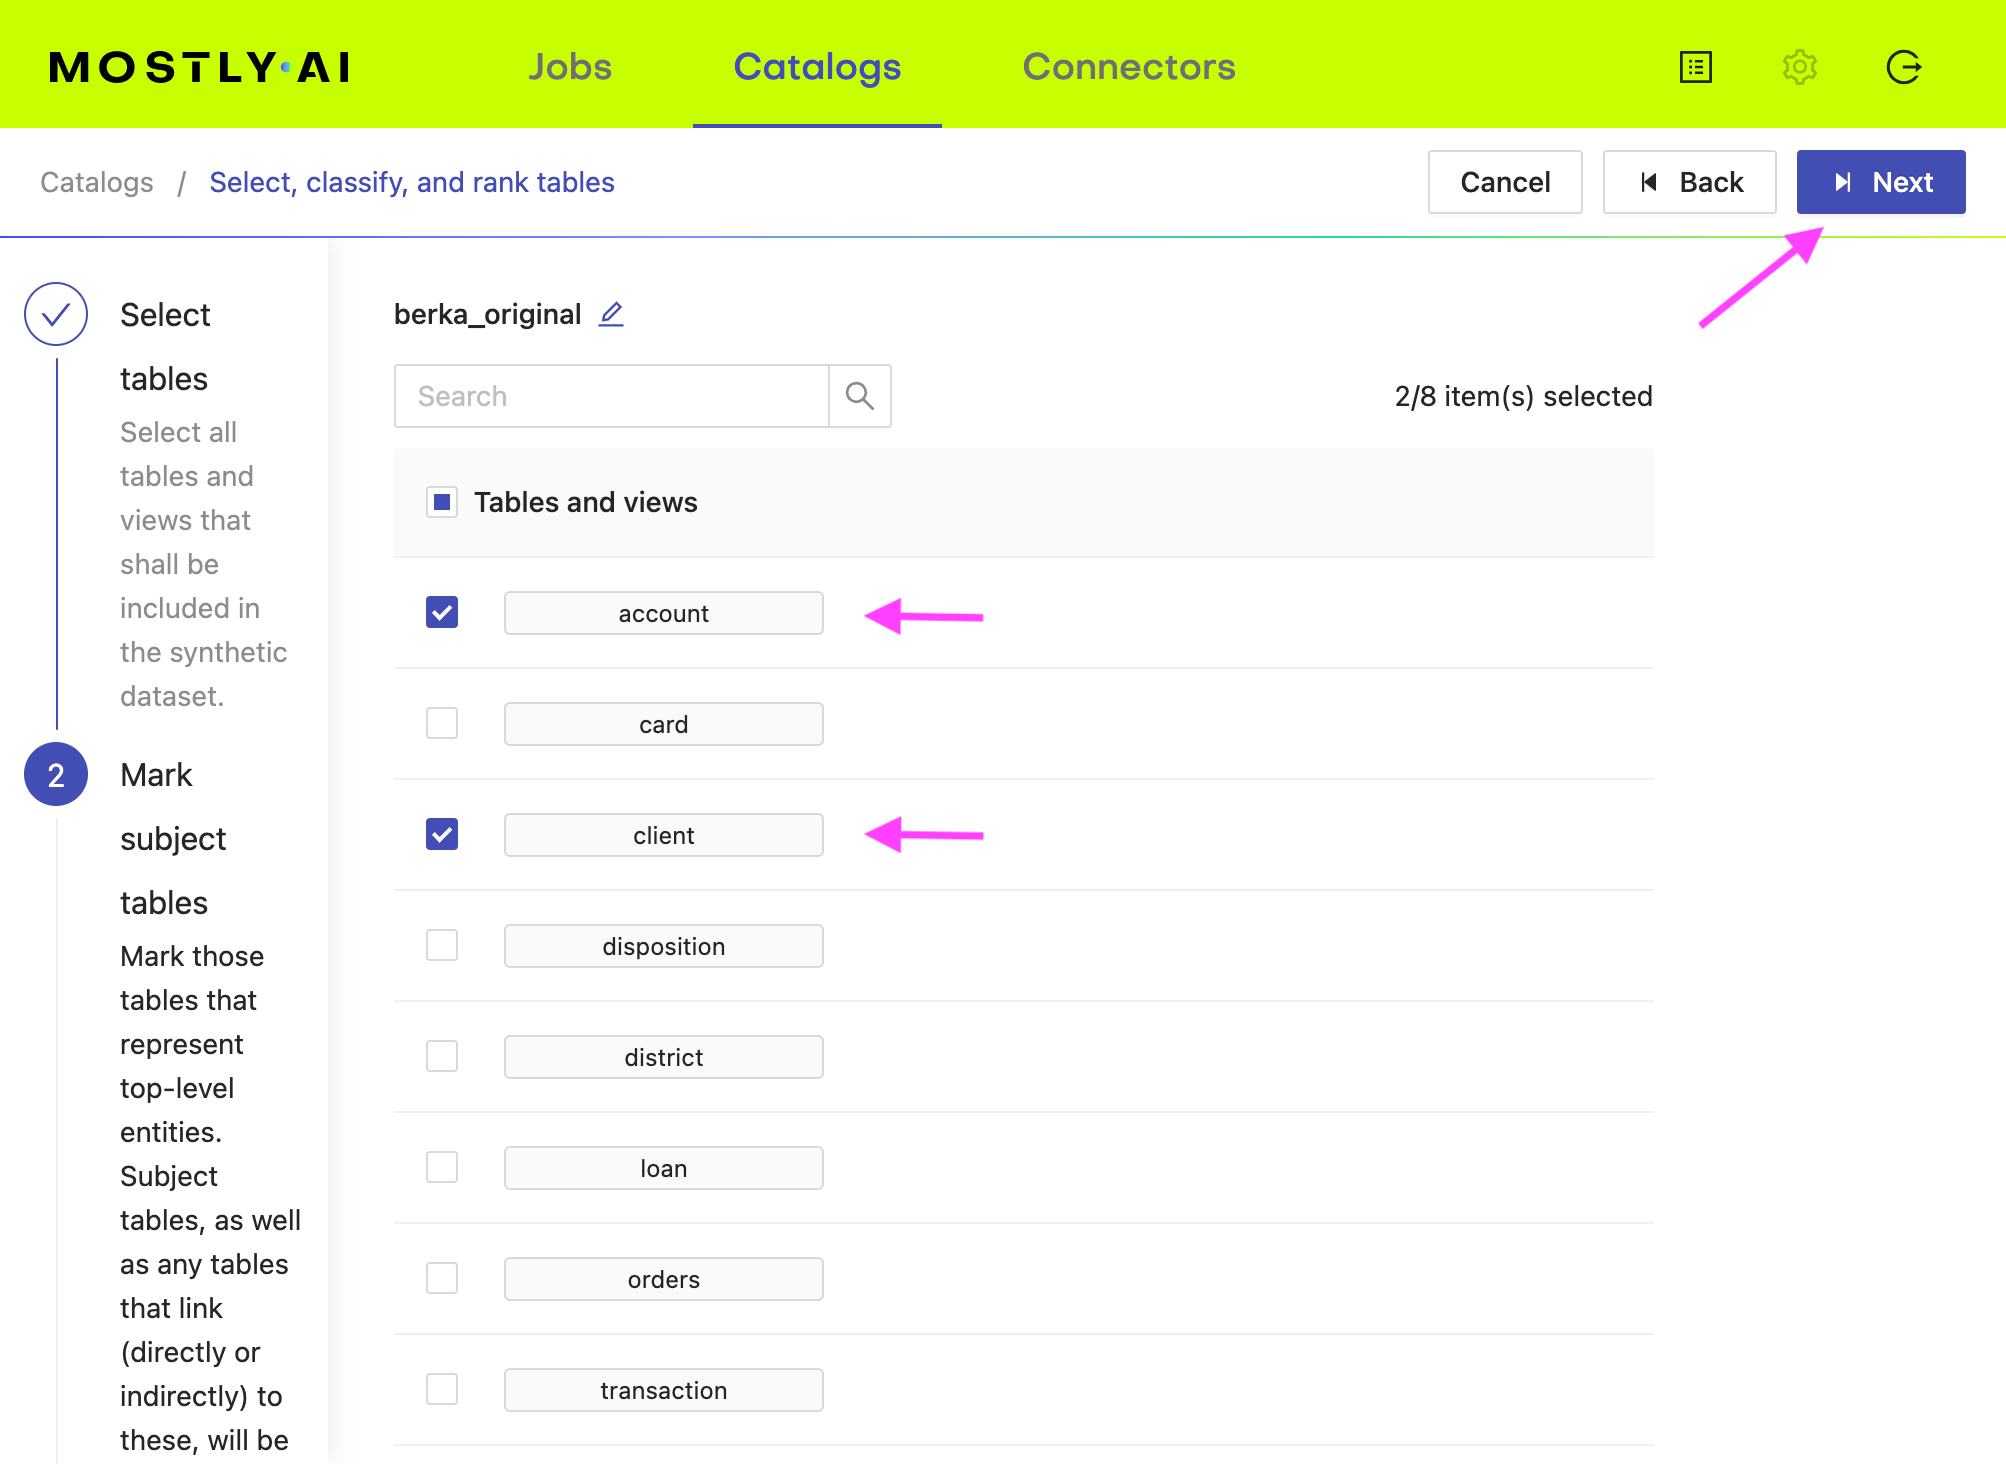 MOSTLY·AI
Jobs
Catalogs
Connectors
Catalogs / Select, classify, and rank tables
Cancel
Back
Next
Select
tables
Select all
tables and
views that
shall be
included in
the synthetic
dataset.
2
Mark
subject
tables
Mark those
tables that
represent
top-level
entities.
Subject
tables, as well
as any tables
that link
(directly or
indirectly) to
these, will be
berka_original
Search
2/8 item(s) selected
Tables and views
account
card
client
disposition
district
loan
orders
transaction